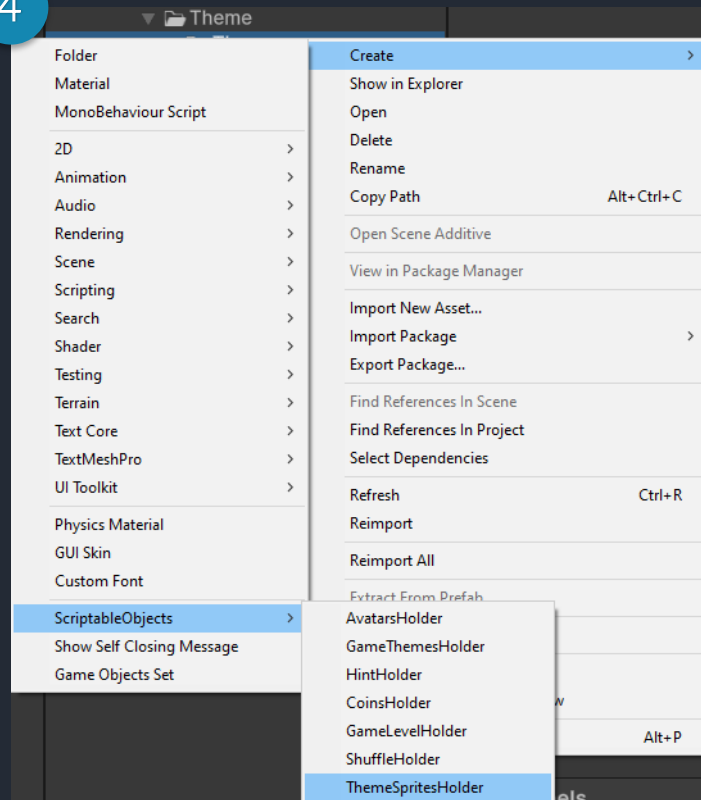 4
Theme
Folder
Material
MonoBehaviour Script
2D
Animation
Audio
Rendering
Scene
Scripting
Search
Shader
Testing
Terrain
Text Core
TextMeshPro
UI Toolkit
Physics Material
GUI Skin
Custom Font
ScriptableObjects
Show Self Closing Message
Game Objects Set
Create
Show in Explorer
Open
Delete
Rename
Copy Path Alt+Ctrl+C
Open Scene Additive
View in Package Manager
Import New Asset...
Import Package
Export Package...
Find References In Scene
Find References In Project
Select Dependencies
Refresh Ctrl+R
Reimport
Reimport All
Extract From Prefab
Alt+P
AvatarsHolder
GameThemesHolder
HintHolder
CoinsHolder
GameLevelHolder
ShuffleHolder
ThemeSpritesHolder